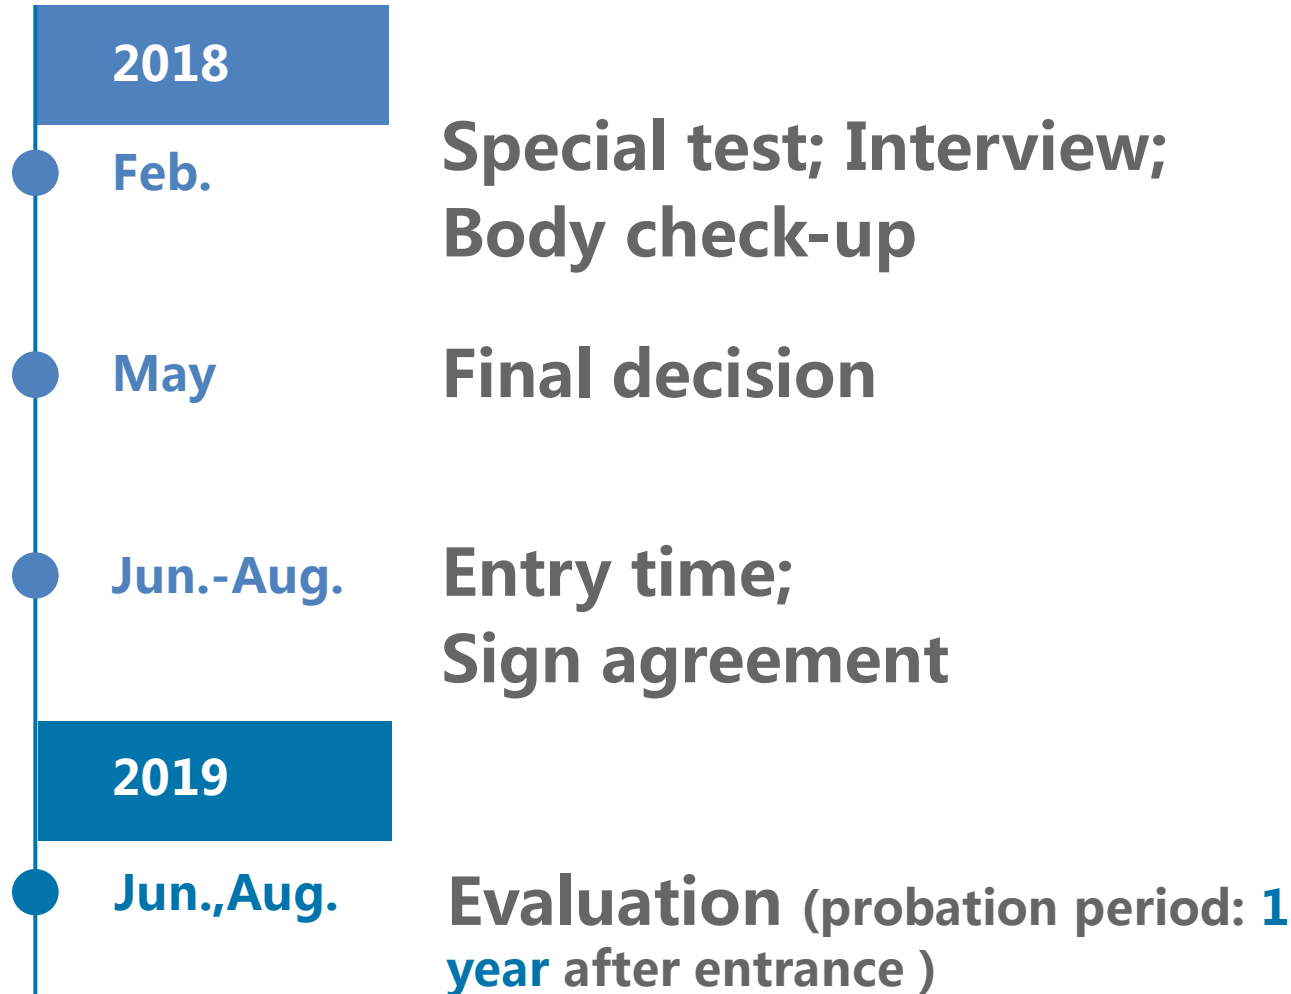 2018
Feb.
Special test; Interview;
Body check-up
May
Final decision
Jun.-Aug.
Entry time;
Sign agreement
2019
Jun.,Aug.
Evaluation (probation period: 1
year after entrance )